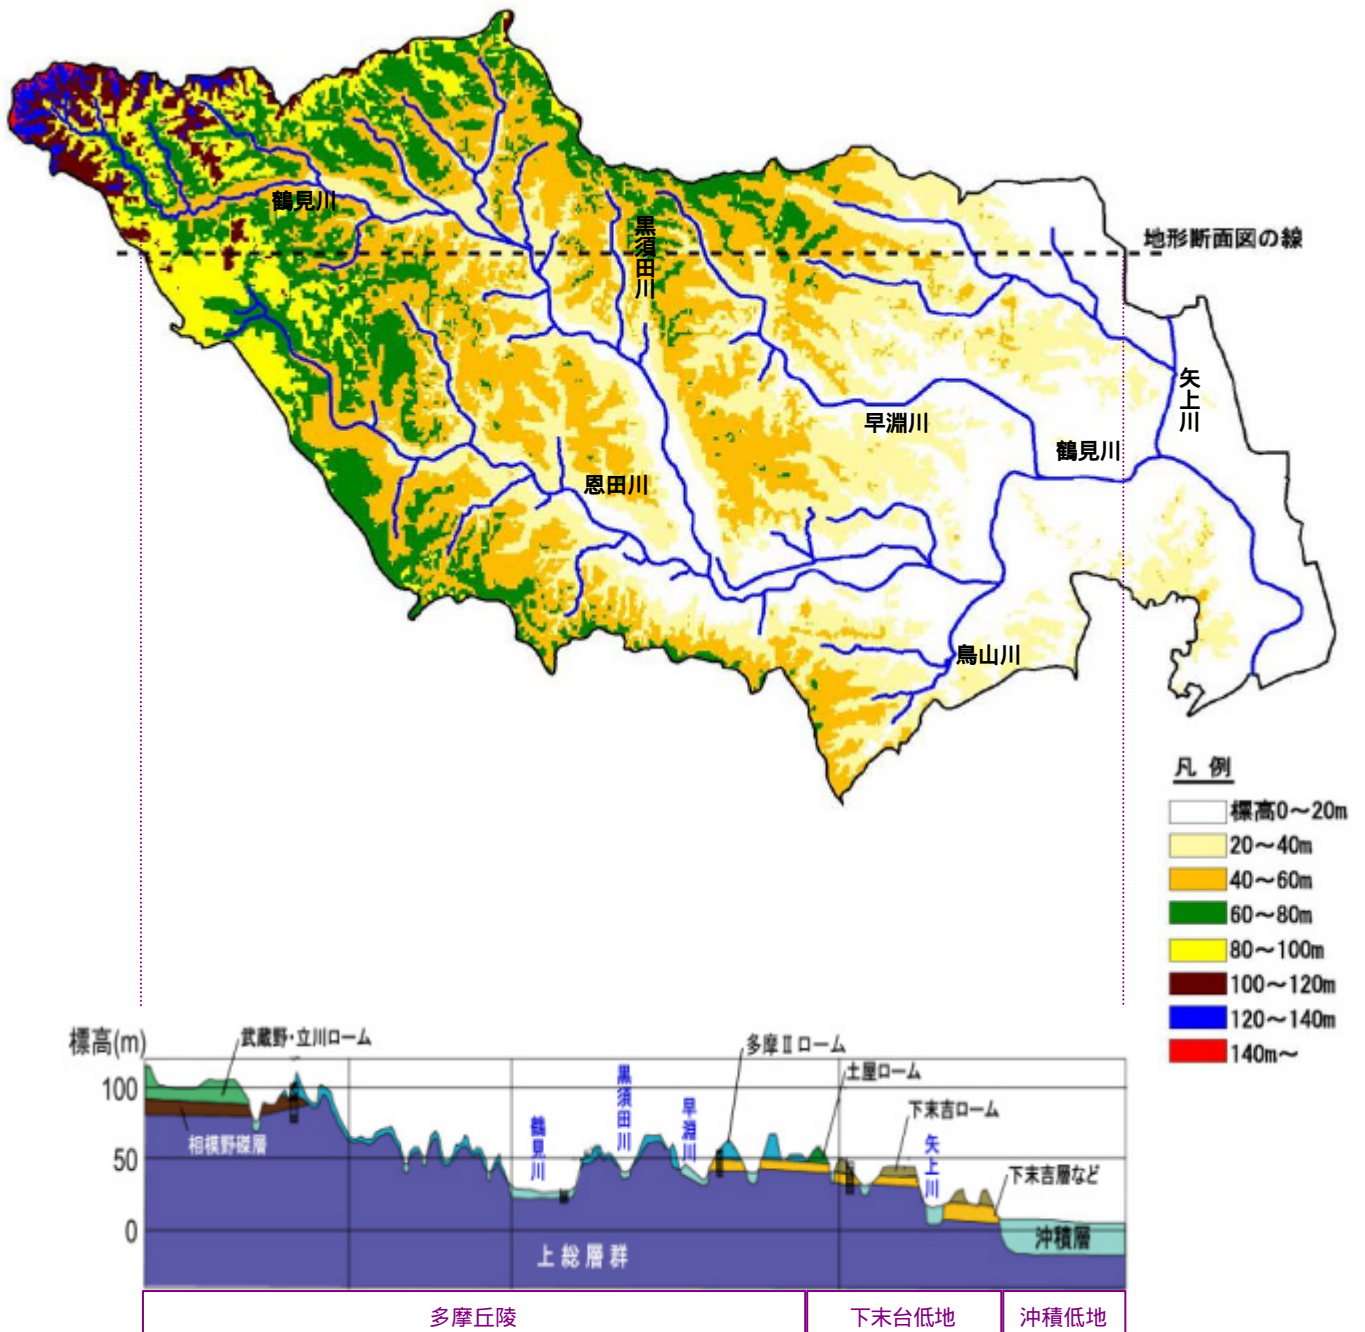 鶴見川
黒須田川
地形断面図の線
矢上川
早淵川
鶴見川
恩田川
鳥山川
凡 例
標高0～20m
20～40m
40～60m
60～80m
80～100m
100～120m
120～140m
140m～
標高(m)
武蔵野・立川ローム
多摩Ⅱローム
土屋ローム
下末吉ローム
下末吉層など
相模野礫層
鶴見川
黒須田川
早淵川
矢上川
100
50
0
上総層群
沖積層
多摩丘陵
下末台低地
沖積低地